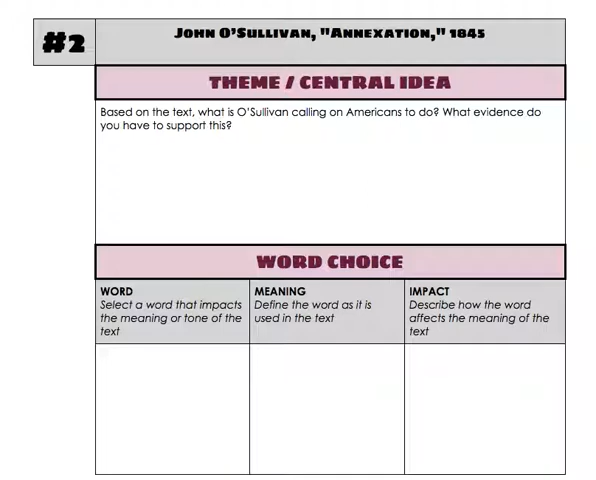 #2
JOHN O'SULLIVAN, "ANNEXATION," 1845
THEME / CENTRAL IDEA
Based on the text, what is O'Sullivan calling on Americans to do? What evidence do
you have to support this?
WORD CHOICE
WORD
Select a word that impacts
the meaning or tone of the
text
MEANING
Define the word as it is
used in the text
IMPACT
Describe how the word
affects the meaning of the
text